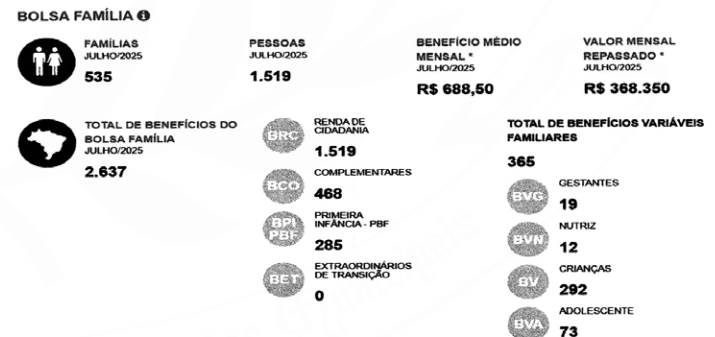 BOLSA FAMÍLIA i
FAMÍLIAS
JULHO/2025
535
PESSOAS
JULHO/2025
1.519
BENEFÍCIO MÉDIO
MENSAL *
JULHO/2025
R$ 688,50
VALOR MENSAL
REPASSADO *
JULHO/2025
R$ 368.350
TOTAL DE BENEFÍCIOS DO
BOLSA FAMÍLIA
JULHO/2025
2.637
BRC
RENDA DE
CIDADANIA
1.519
BCO
COMPLEMENTARES
468
BPI
PBF
PRIMEIRA
INFÂNCIA - PBF
285
BET
EXTRAORDINÁRIOS
DE TRANSIÇÃO
0
TOTAL DE BENEFÍCIOS VARIÁVEIS
FAMILIARES
365
BVG
GESTANTES
19
BVN
NUTRIZ
12
BV
CRIANÇAS
292
BVA
ADOLESCENTE
73